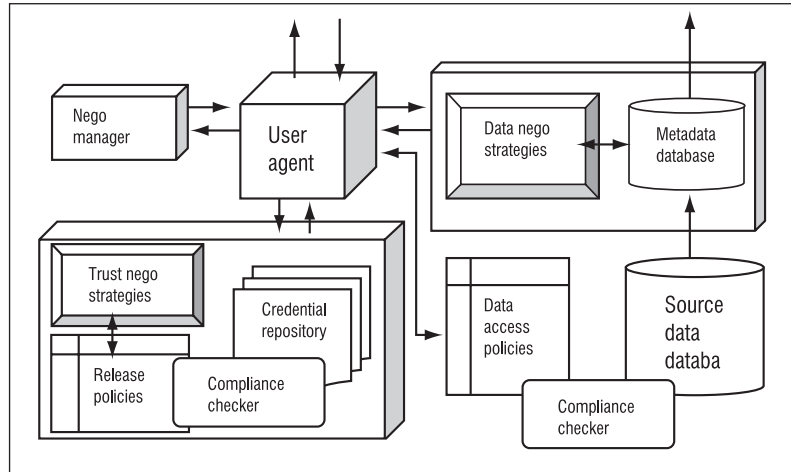 Nego
manager
User
agent
Data nego
strategies
Metadata
database
Trust nego
strategies
Credential
repository
Release
policies
Compliance
checker
Data
access
policies
Source
data
databa
Compliance
checker